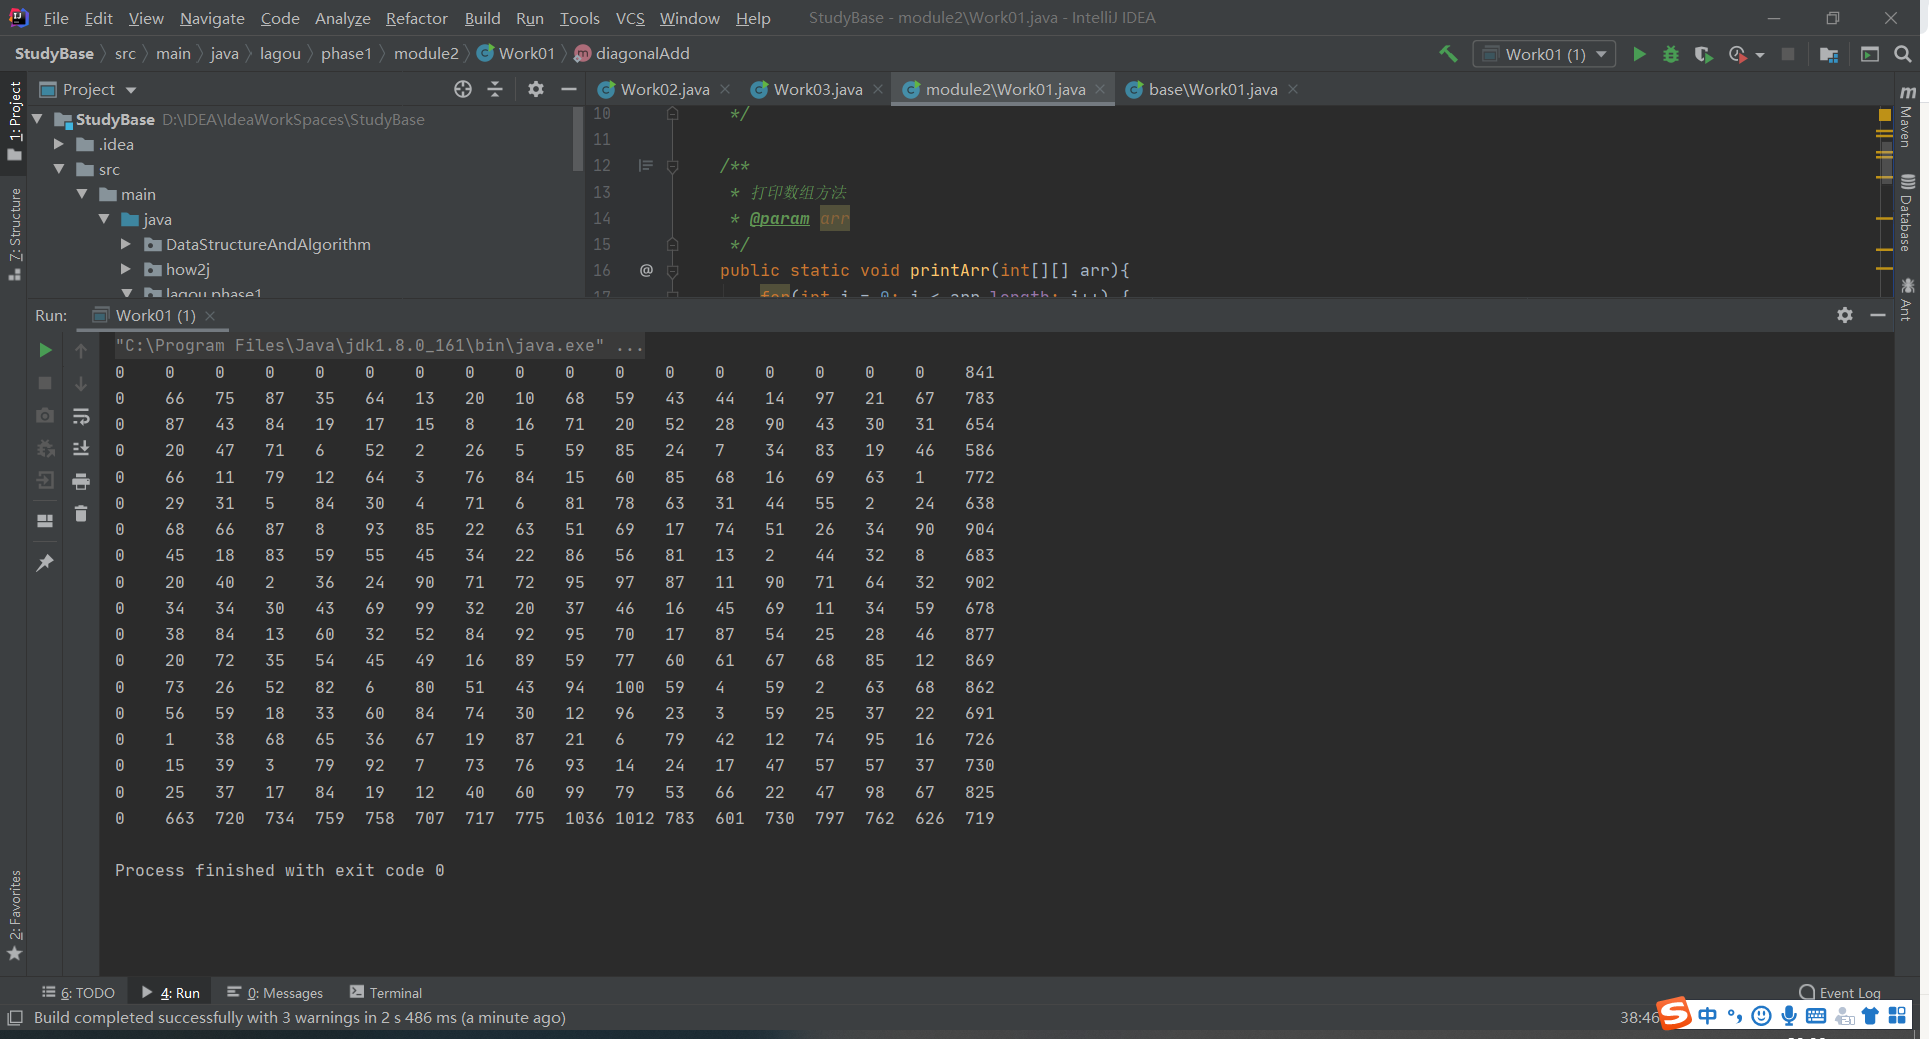 File Edit View Navigate Code Analyze Refactor Build Run Tools VCS Window Help StudyBase - module2\Work01.java - IntelliJ IDEA
StudyBase src main java lagou phase1 module2 Work01 diagonalAdd Work01 (1)
Project Work02.java Work03.java module2\Work01.java base\Work01.java
StudyBase D:\IDEA\IdeaWorkSpaces\StudyBase
.idea
src
main
java
DataStructureAndAlgorithm
how2j
lagou.phase1
10 */
11
12 /**
13 * 打印数组方法
14 * @param arr
15 */
16 @ public static void printArr(int[][] arr){
17 for(int i = 0; i < arr.length; i++) {
1: Project
7: Structure
2: Favorites
Maven
Database
Ant
Run: Work01 (1)
"C:\Program Files\Java\jdk1.8.0_161\bin\java.exe" ...
0 0 0 0 0 0 0 0 0 0 0 0 0 0 0 0 0 841
0 66 75 87 35 64 13 20 10 68 59 43 44 14 97 21 67 783
0 87 43 84 19 17 15 8 16 71 20 52 28 90 43 30 31 654
0 20 47 71 6 52 2 26 5 59 85 24 7 34 83 19 46 586
0 66 11 79 12 64 3 76 84 15 60 85 68 16 69 63 1 772
0 29 31 5 84 30 4 71 6 81 78 63 31 44 55 2 24 638
0 68 66 87 8 93 85 22 63 51 69 17 74 51 26 34 90 904
0 45 18 83 59 55 45 34 22 86 56 81 13 2 44 32 8 683
0 20 40 2 36 24 90 71 72 95 97 87 11 90 71 64 32 902
0 34 34 30 43 69 99 32 20 37 46 16 45 69 11 34 59 678
0 38 84 13 60 32 52 84 92 95 70 17 87 54 25 28 46 877
0 20 72 35 54 45 49 16 89 59 77 60 61 67 68 85 12 869
0 73 26 52 82 6 80 51 43 94 100 59 4 59 2 63 68 862
0 56 59 18 33 60 84 74 30 12 96 23 3 59 25 37 22 691
0 1 38 68 65 36 67 19 87 21 6 79 42 12 74 95 16 726
0 15 39 3 79 92 7 73 76 93 14 24 17 47 57 57 37 730
0 25 37 17 84 19 12 40 60 99 79 53 66 22 47 98 67 825
0 663 720 734 759 758 707 717 775 1036 1012 783 601 730 797 762 626 719
Process finished with exit code 0
6: TODO 4: Run 0: Messages Terminal Event Log
Build completed successfully with 3 warnings in 2 s 486 ms (a minute ago) 38:46 中